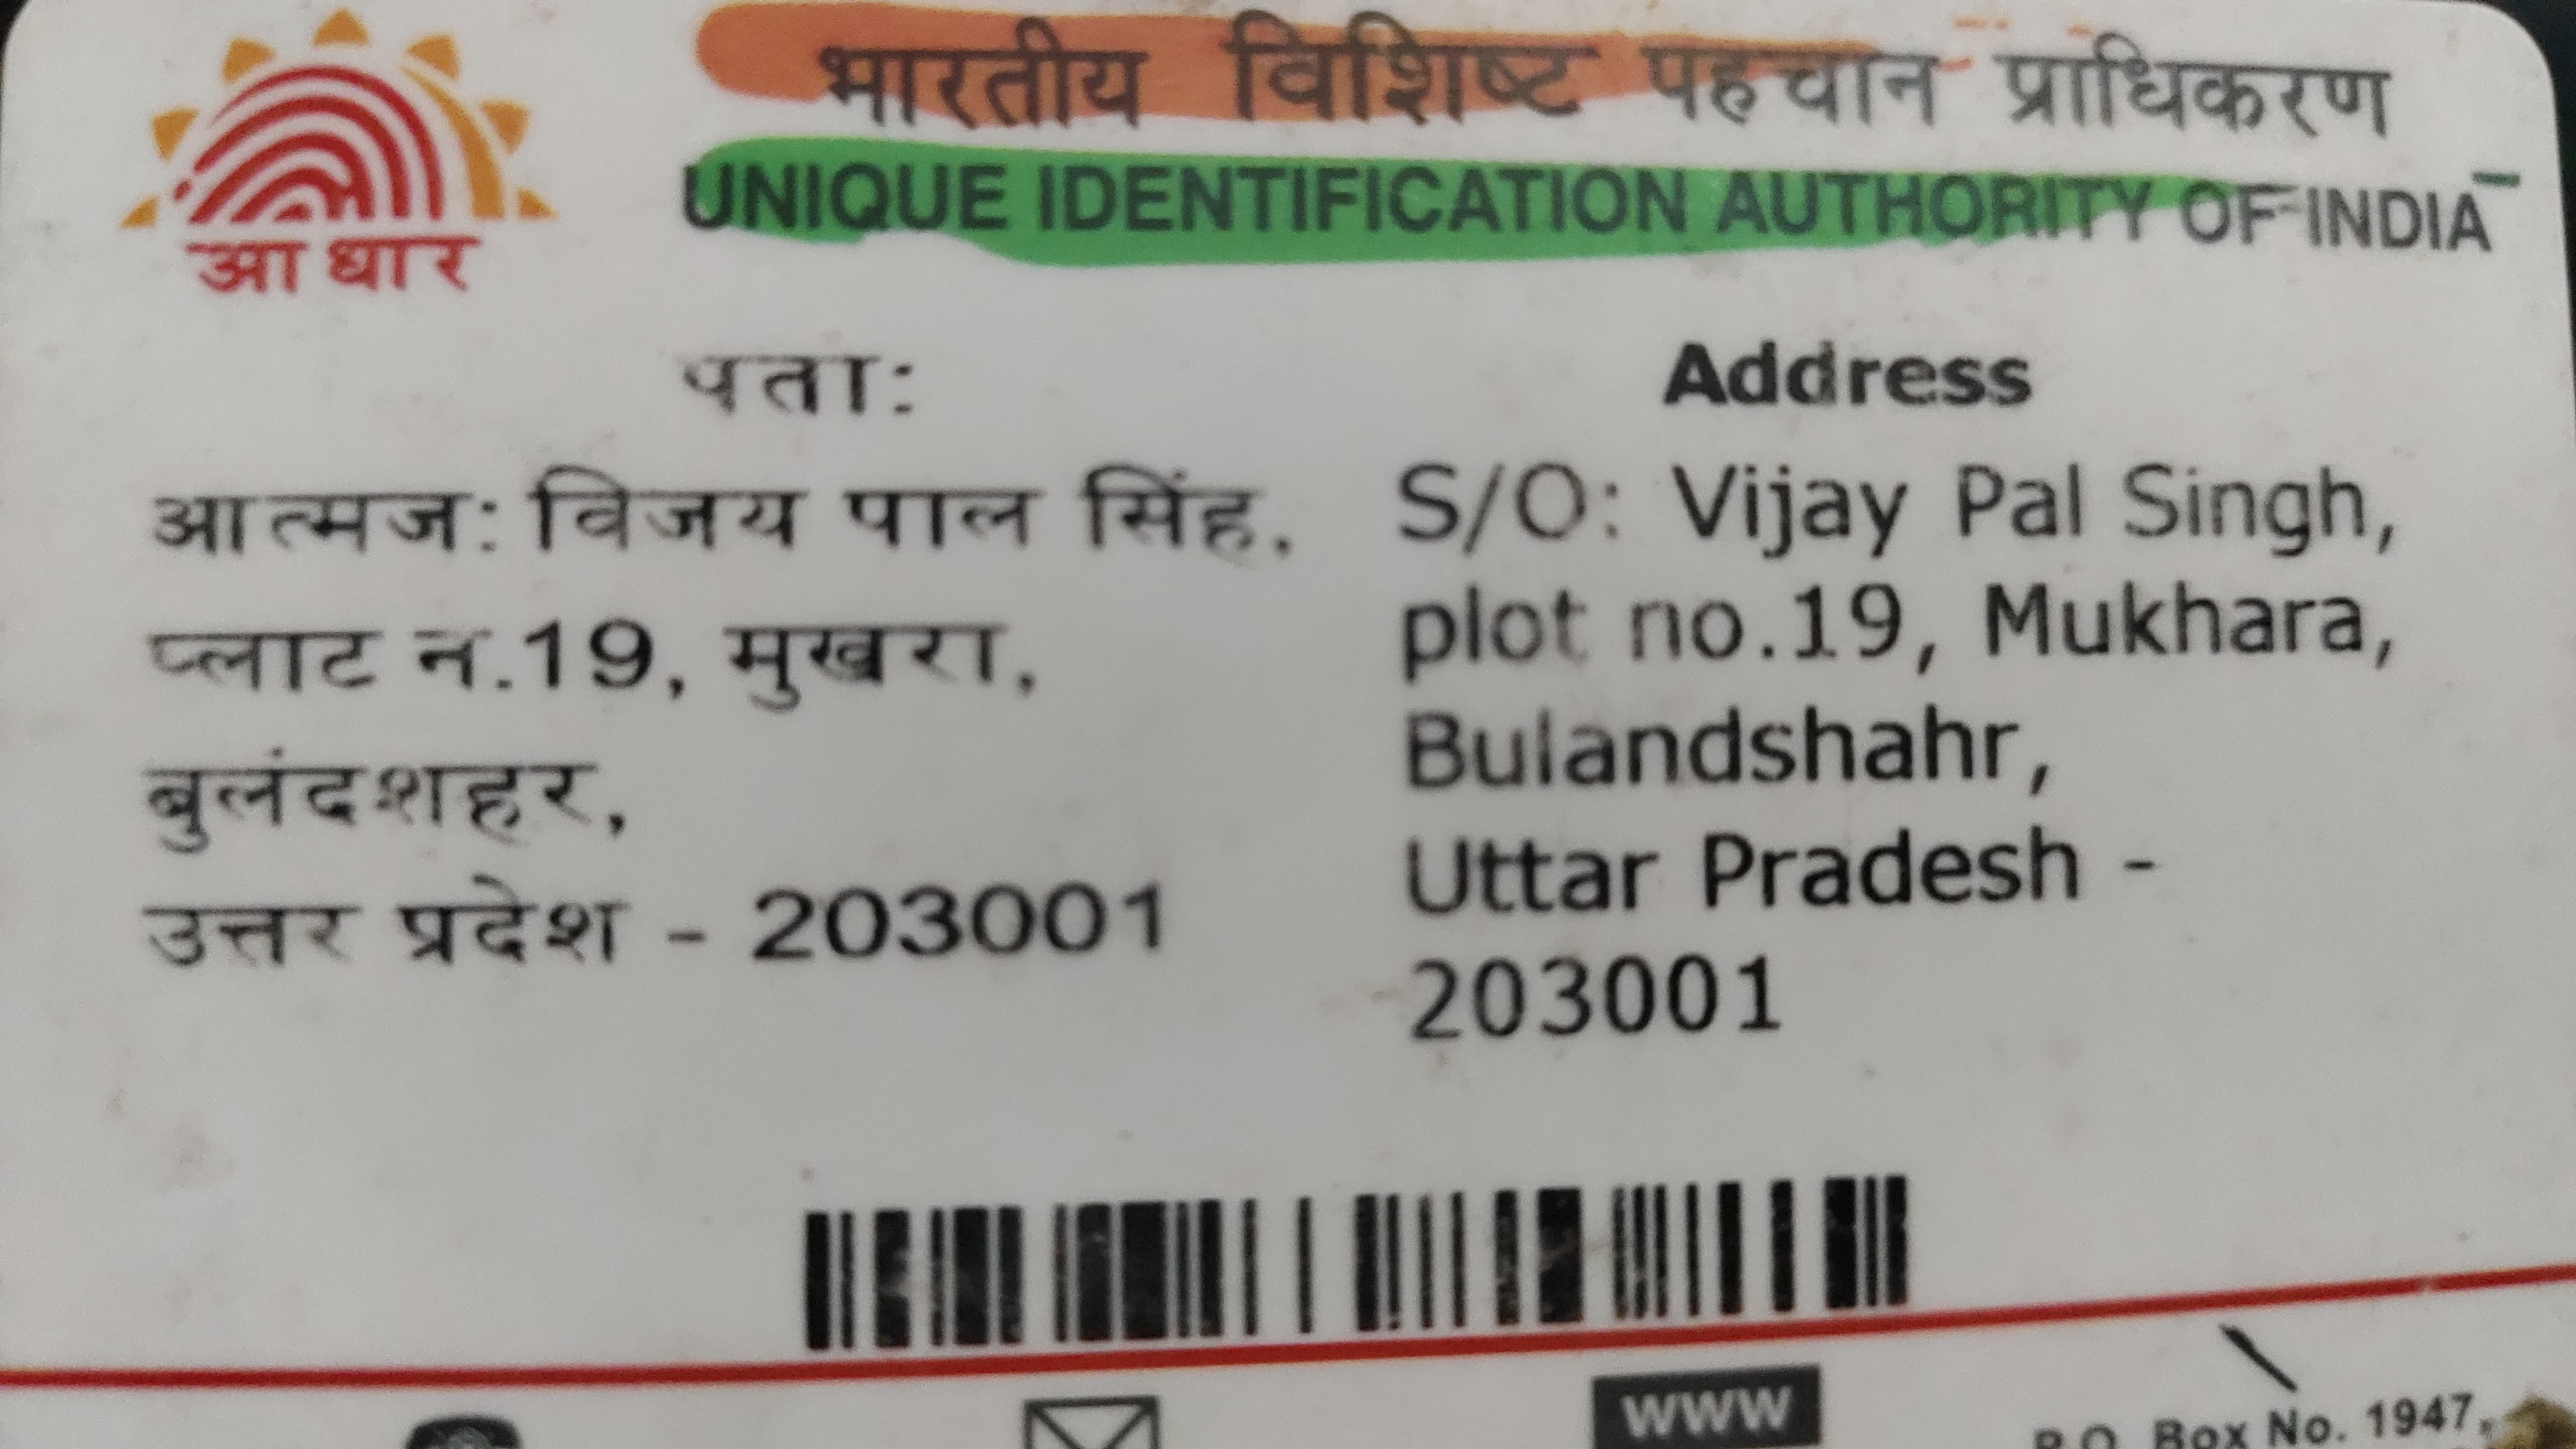 भारतीय विशिष्ट पहचान प्राधिकरण
UNIQUE IDENTIFICATION AUTHORITY OF INDIA
आधार
पता:
आत्मज: विजय पाल सिंह,
प्लाट न.19, मुखरा,
बुलंदशहर,
उत्तर प्रदेश - 203001
Address
S/O: Vijay Pal Singh,
plot no.19, Mukhara,
Bulandshahr,
Uttar Pradesh -
203001
www
P.O. Box No. 1947,